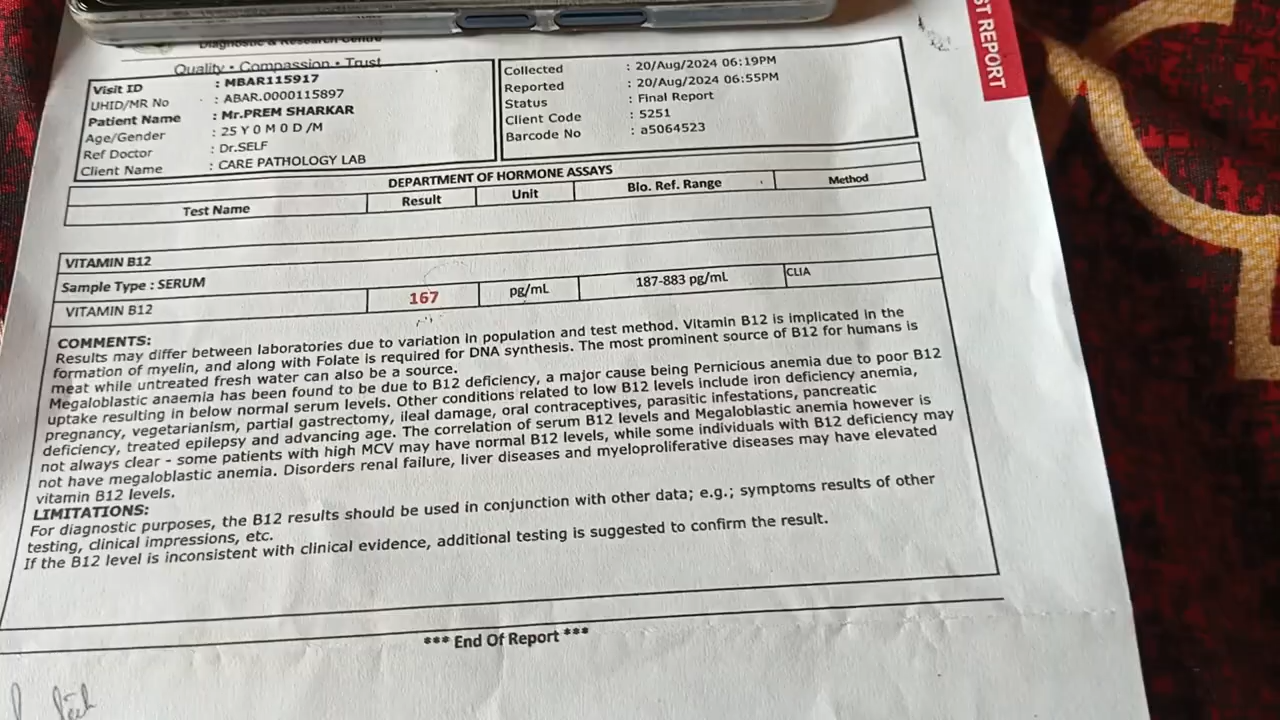 Diagnostic & Research Centre
Quality • Compassion • Trust
Visit ID : MBAR115917
UHID/MR No : ABAR.0000115897
Patient Name : Mr.PREM SHARKAR
Age/Gender : 25 Y 0 M 0 D /M
Ref Doctor : Dr.SELF
Client Name : CARE PATHOLOGY LAB
Collected : 20/Aug/2024 06:19PM
Reported : 20/Aug/2024 06:55PM
Status : Final Report
Client Code : 5251
Barcode No : a5064523
ST REPORT
DEPARTMENT OF HORMONE ASSAYS
Test Name Result Unit Bio. Ref. Range Method
VITAMIN B12
Sample Type : SERUM
VITAMIN B12 167 pg/mL 187-883 pg/mL CLIA
COMMENTS:
Results may differ between laboratories due to variation in population and test method. Vitamin B12 is implicated in the
formation of myelin, and along with Folate is required for DNA synthesis. The most prominent source of B12 for humans is
meat while untreated fresh water can also be a source.
Megaloblastic anaemia has been found to be due to B12 deficiency, a major cause being Pernicious anemia due to poor B12
uptake resulting in below normal serum levels. Other conditions related to low B12 levels include iron deficiency anemia,
pregnancy, vegetarianism, partial gastrectomy, ileal damage, oral contraceptives, parasitic infestations, pancreatic
deficiency, treated epilepsy and advancing age. The correlation of serum B12 levels and Megaloblastic anemia however is
not always clear - some patients with high MCV may have normal B12 levels, while some individuals with B12 deficiency may
not have megaloblastic anemia. Disorders renal failure, liver diseases and myeloproliferative diseases may have elevated
vitamin B12 levels.
LIMITATIONS:
For diagnostic purposes, the B12 results should be used in conjunction with other data; e.g.; symptoms results of other
testing, clinical impressions, etc.
If the B12 level is inconsistent with clinical evidence, additional testing is suggested to confirm the result.
*** End Of Report ***